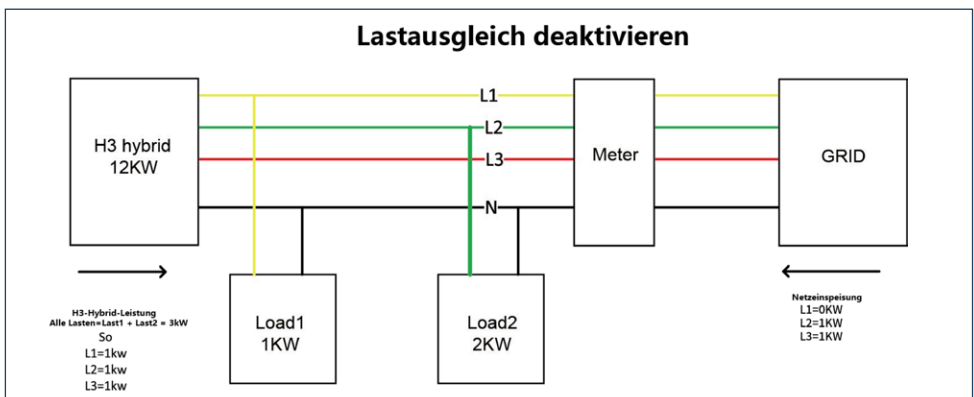 Lastausgleich deaktivieren
H3 hybrid
12KW
L1
L2
L3
N
Meter
GRID
H3-Hybrid-Leistung
Alle Lasten=Last1 + Last2 = 3kW
So
L1=1kw
L2=1kw
L3=1kw
Load1
1KW
Load2
2KW
Netzeinspeisung
L1=0KW
L2=1KW
L3=1KW